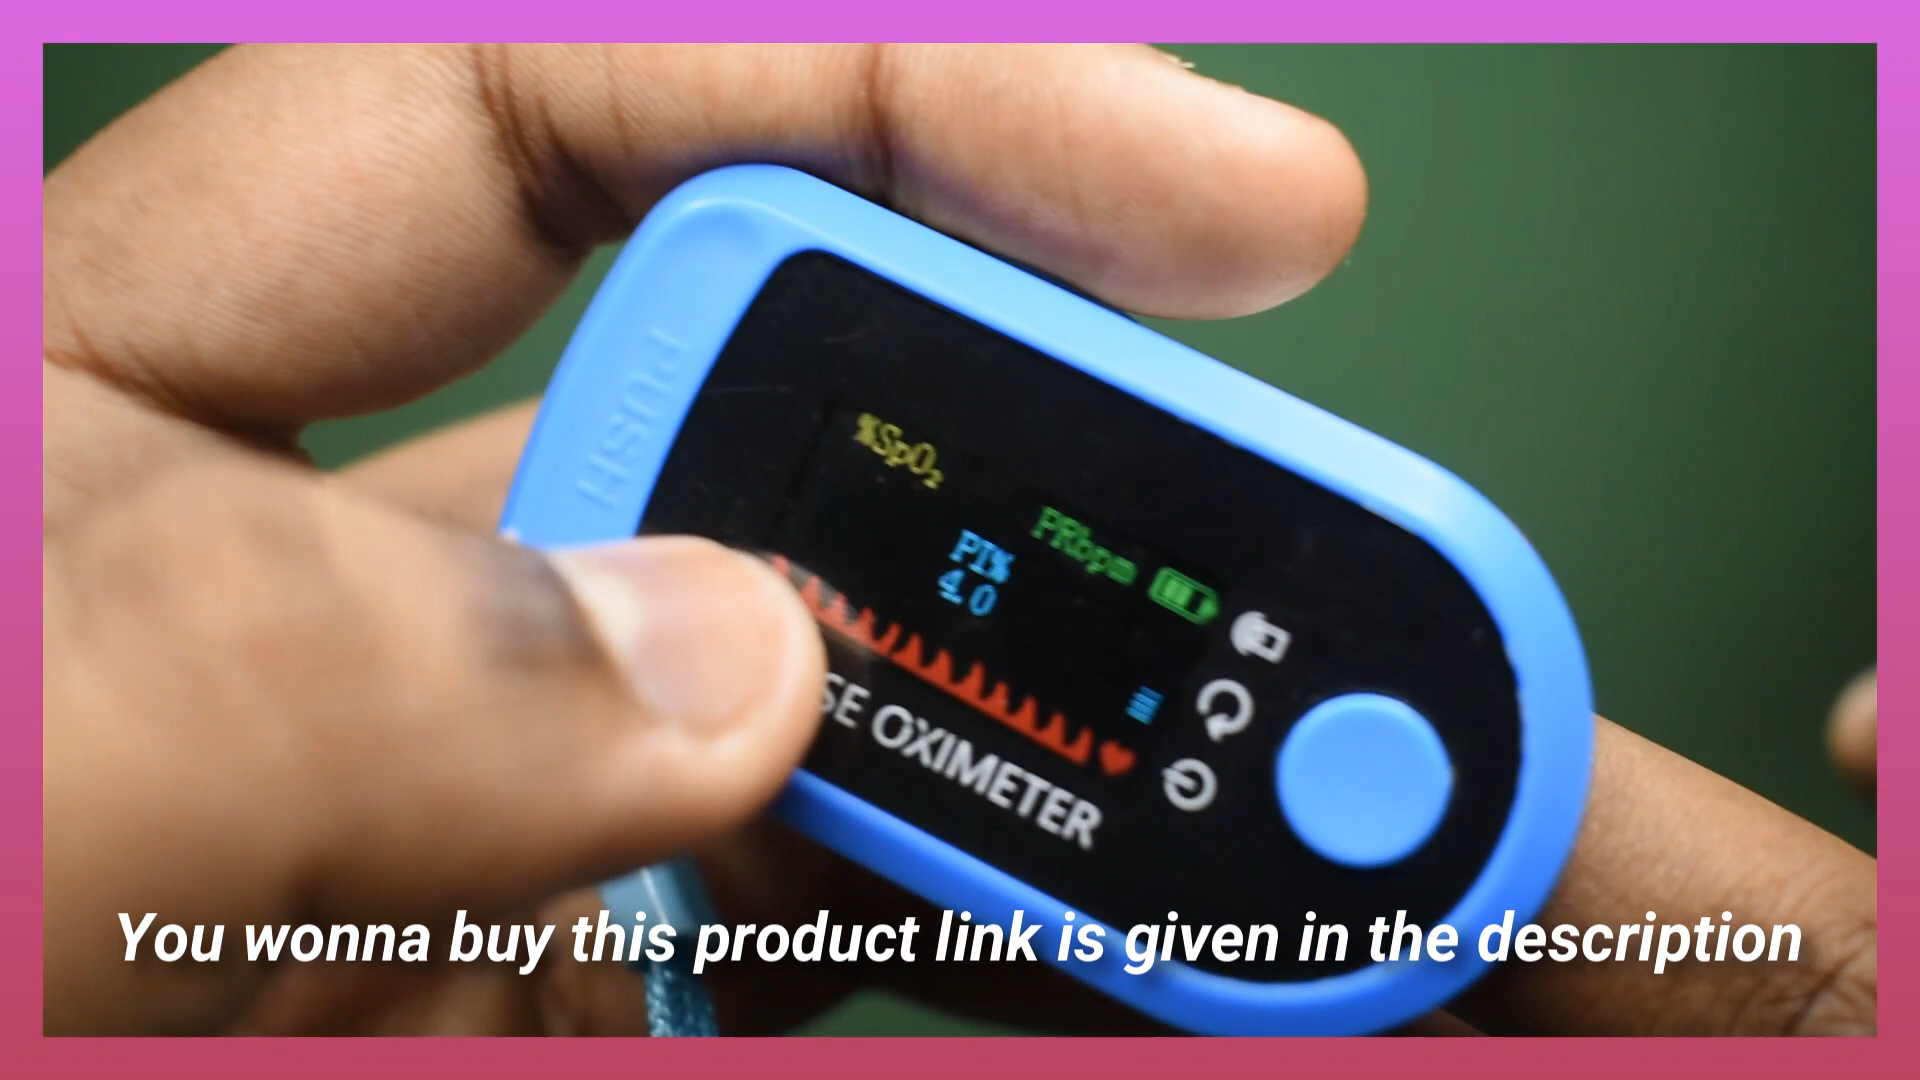 PUSH
%SpO₂
PRbpm
PI%
4.0
SE OXIMETER
You wonna buy this product link is given in the description